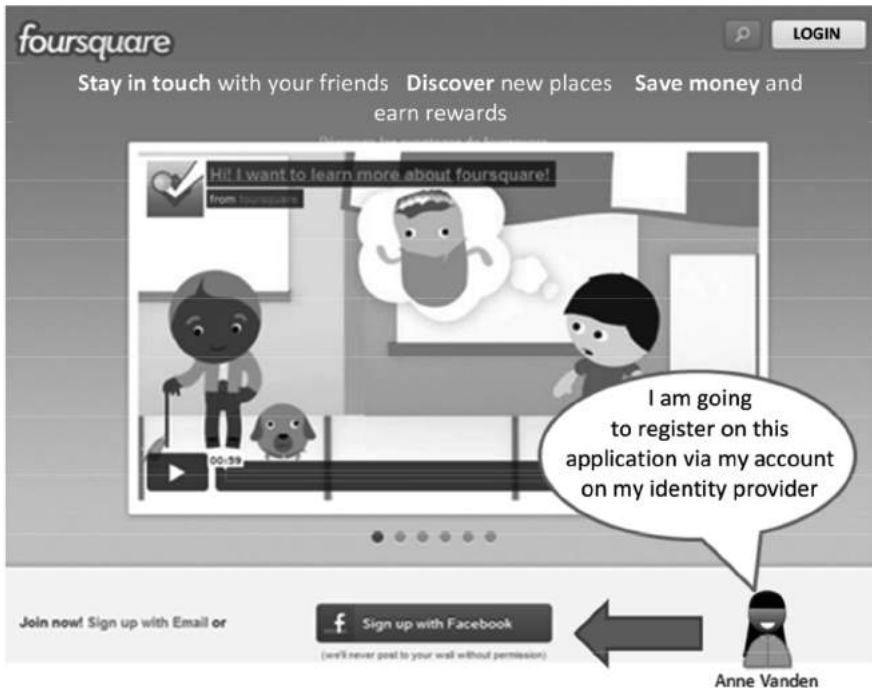 foursquare
LOGIN
Stay in touch with your friends Discover new places Save money and
earn rewards
Hi! I want to learn more about foursquare!
from foursquare
00:59
I am going
to register on this
application via my account
on my identity provider
Join now! Sign up with Email or
f Sign up with Facebook
(we'll never post to your wall without permission)
Anne Vanden